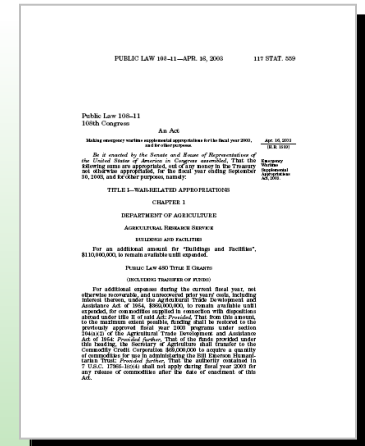 PUBLIC LAW 108–11—APR. 16, 2003 117 STAT. 559
Public Law 108–11
108th Congress
An Act
Making emergency wartime supplemental appropriations for the fiscal year 2003,
and for other purposes.
Apr. 16, 2003
[H.R. 1559]
Be it enacted by the Senate and House of Representatives of
the United States of America in Congress assembled, That the
following sums are appropriated, out of any money in the Treasury
not otherwise appropriated, for the fiscal year ending September
30, 2003, and for other purposes, namely:
Emergency
Wartime
Supplemental
Appropriations
Act, 2003.
TITLE I—WAR-RELATED APPROPRIATIONS
CHAPTER 1
DEPARTMENT OF AGRICULTURE
AGRICULTURAL RESEARCH SERVICE
BUILDINGS AND FACILITIES
For an additional amount for “Buildings and Facilities”,
$110,000,000, to remain available until expended.
PUBLIC LAW 480 TITLE II GRANTS
(INCLUDING TRANSFER OF FUNDS)
For additional expenses during the current fiscal year, not
otherwise recoverable, and unrecovered prior years’ costs, including
interest thereon, under the Agricultural Trade Development and
Assistance Act of 1954, $369,000,000, to remain available until
expended, for commodities supplied in connection with dispositions
abroad under title II of said Act: Provided, That from this amount,
to the maximum extent possible, funding shall be restored to the
previously approved fiscal year 2003 programs under section
204(a)(2) of the Agricultural Trade Development and Assistance
Act of 1954: Provided further, That of the funds provided under
this heading, the Secretary of Agriculture shall transfer to the
Commodity Credit Corporation $69,000,000 to acquire a quantity
of commodities for use in administering the Bill Emerson Humani-
tarian Trust: Provided further, That the authority contained in
7 U.S.C. 1736f–1(c)(4) shall not apply during fiscal year 2003 for
any release of commodities after the date of enactment of this
Act.